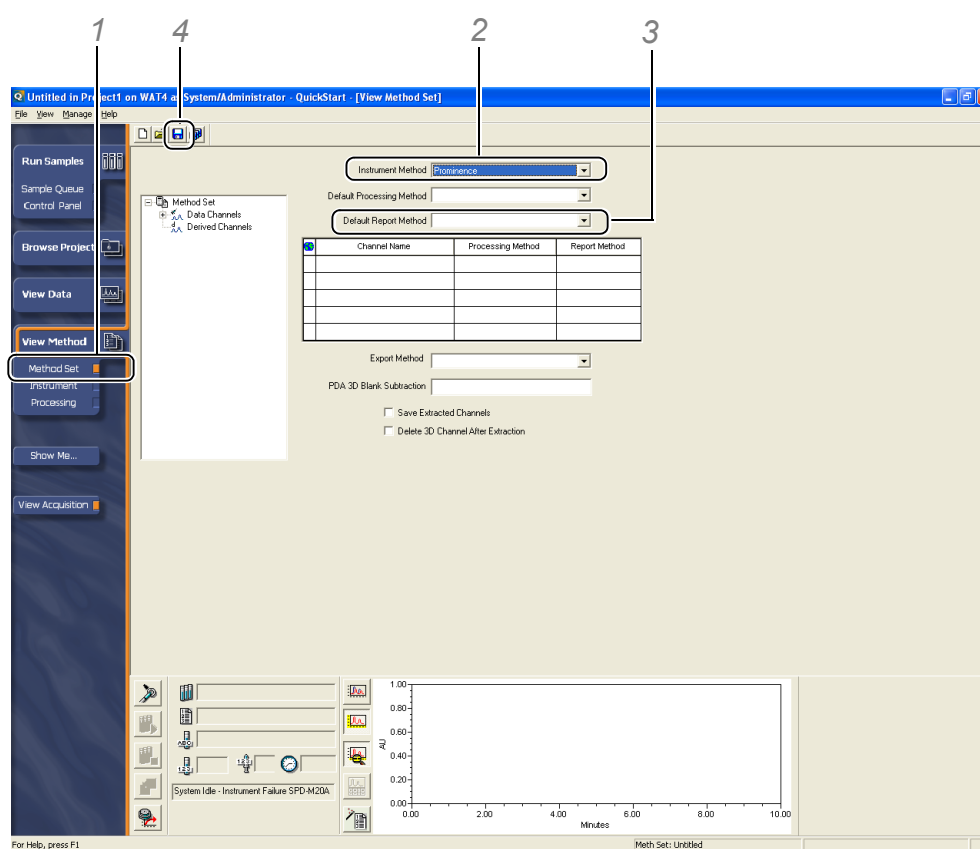 1 4 2 3
Untitled in Project1 on WAT4 as System/Administrator - QuickStart - [View Method Set]
File View Manage Help
Run Samples
Sample Queue
Control Panel
Browse Project
View Data
View Method
Method Set
Instrument
Processing
Show Me...
View Acquisition
Method Set
Data Channels
Derived Channels
Instrument Method Prominence
Default Processing Method
Default Report Method
Channel Name Processing Method Report Method
Export Method
PDA 3D Blank Subtraction
Save Extracted Channels
Delete 3D Channel After Extraction
System Idle - Instrument Failure SPD-M20A
1.00
0.80
0.60
0.40
0.20
0.00
AU
0.00 2.00 4.00 6.00 8.00 10.00
Minutes
For Help, press F1
Meth Set: Untitled